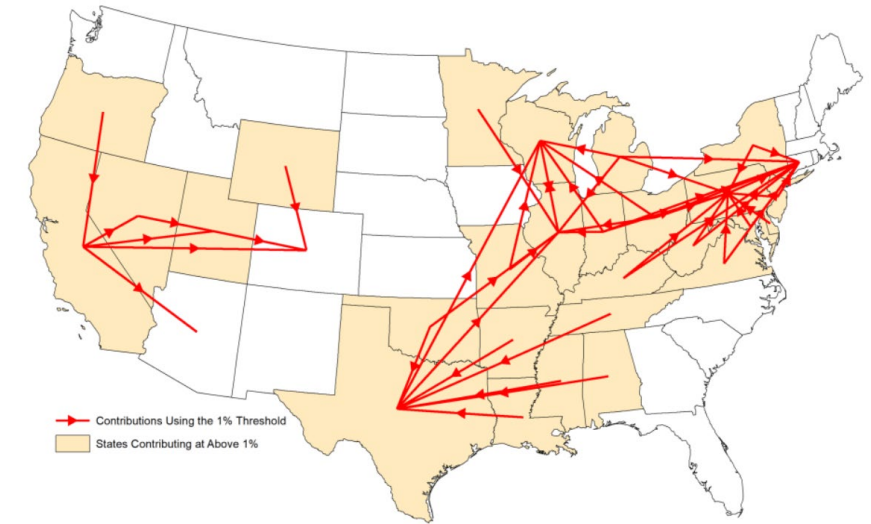 Contributions Using the 1% Threshold
States Contributing at Above 1%